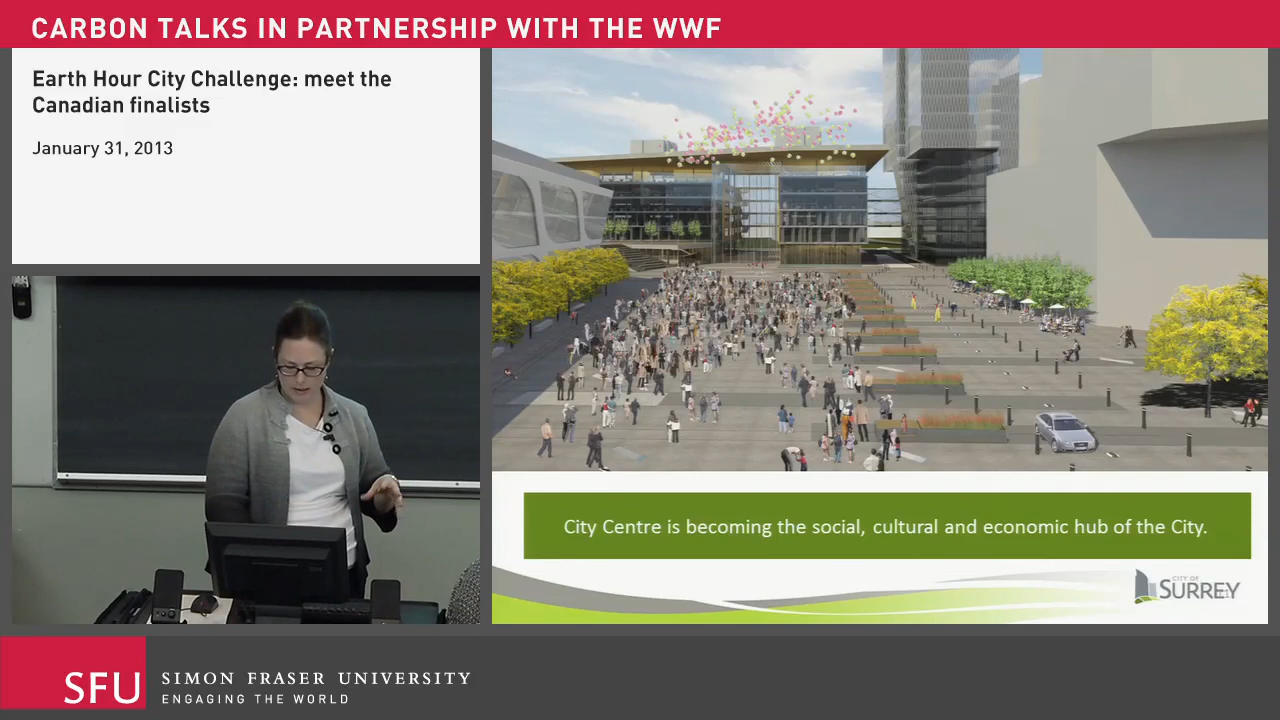 CARBON TALKS IN PARTNERSHIP WITH THE WWF
Earth Hour City Challenge: meet the
Canadian finalists
January 31, 2013
City Centre is becoming the social, cultural and economic hub of the City.
CITY OF
SURREY
SFU
SIMON FRASER UNIVERSITY
ENGAGING THE WORLD